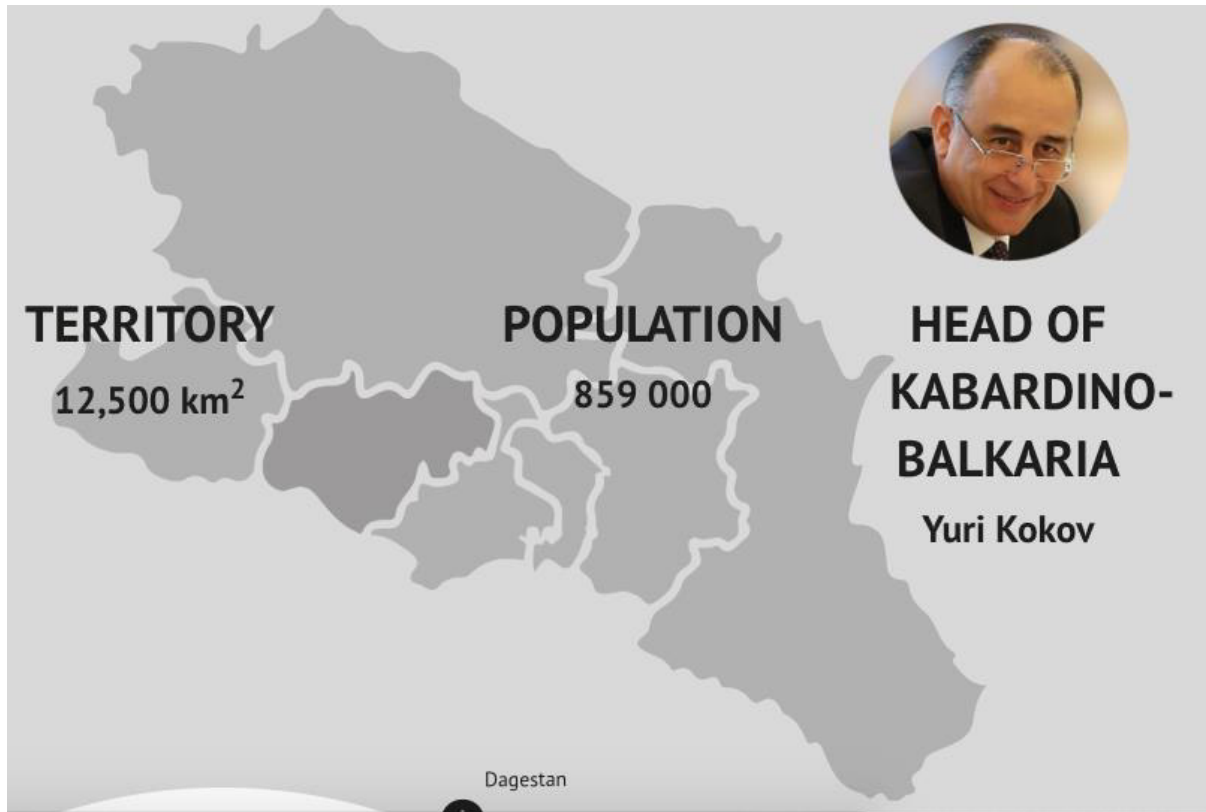 TERRITORY
12,500 km²
POPULATION
859 000
HEAD OF
KABARDINO-
BALKARIA
Yuri Kokov
Dagestan